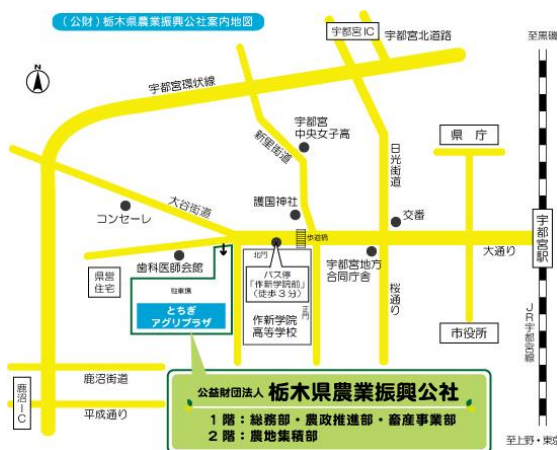 (公財)栃木県農業振興公社案内地図
宇都宮IC
宇都宮北道路
至黒磯
N
宇都宮環状線
新里街道
宇都宮
中央女子高
日光街道
県庁
大谷街道
護国神社
コンセーレ
交番
宇都宮駅
歩道橋
大通り
北門
歯科医師会館
バス停
「作新学院前」
(徒歩3分)
宇都宮地方
合同庁舎
県営
住宅
駐車場
とちぎ
アグリプラザ
正門
作新学院
高等学校
桜通り
市役所
JR宇都宮線
鹿沼街道
鹿沼IC
平成通り
公益財団法人 栃木県農業振興公社
1階:総務部・農政推進部・畜産事業部
2階:農地集積部
至上野・東京